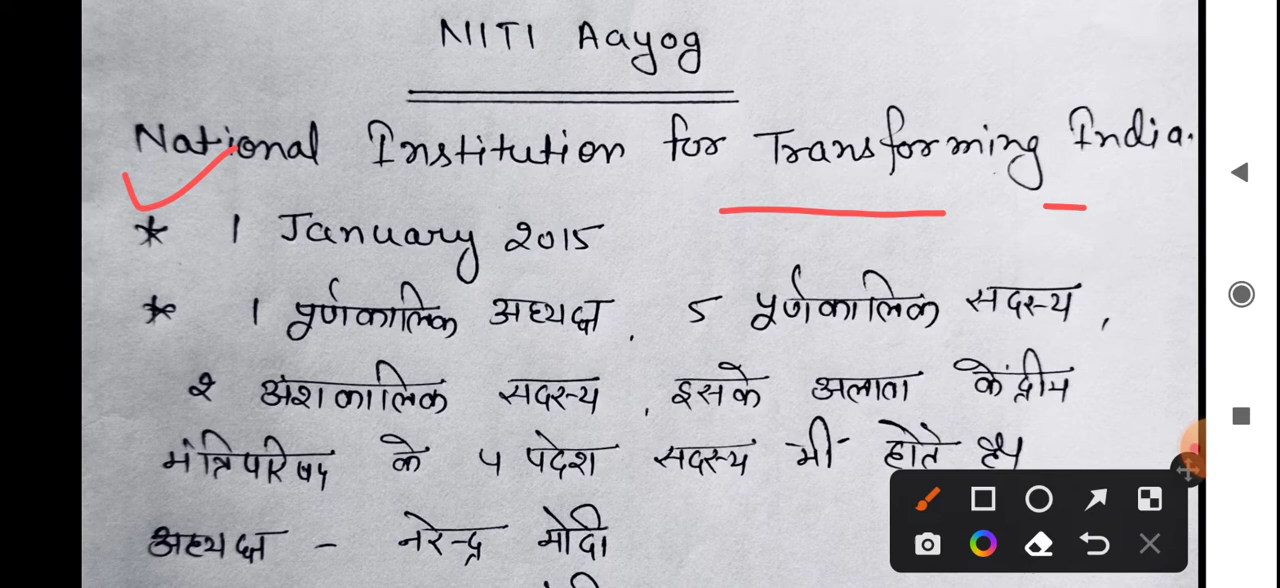 NITI Aayog
National Institution for Transforming India.
* 1 January 2015
* 1 पूर्णकालिक अध्यक्ष, 5 पूर्णकालिक सदस्य,
2 अंशकालिक सदस्य, इसके अलावा केंद्रीय
मंत्रिपरिषद के 4 पदेश सदस्य भी होते है।
अध्यक्ष - नरेन्द्र मोदी